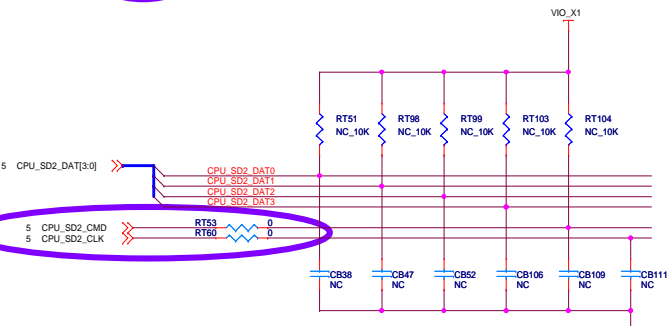 VIO_X1
RT51 RT98 RT99 RT103 RT104
NC_10K NC_10K NC_10K NC_10K NC_10K
5 CPU_SD2_DAT[3:0]
CPU_SD2_DAT0
CPU_SD2_DAT1
CPU_SD2_DAT2
CPU_SD2_DAT3
5 CPU_SD2_CMD RT53 0
5 CPU_SD2_CLK RT60 0
CB38 CB47 CB52 CB106 CB109 CB111
NC NC NC NC NC NC